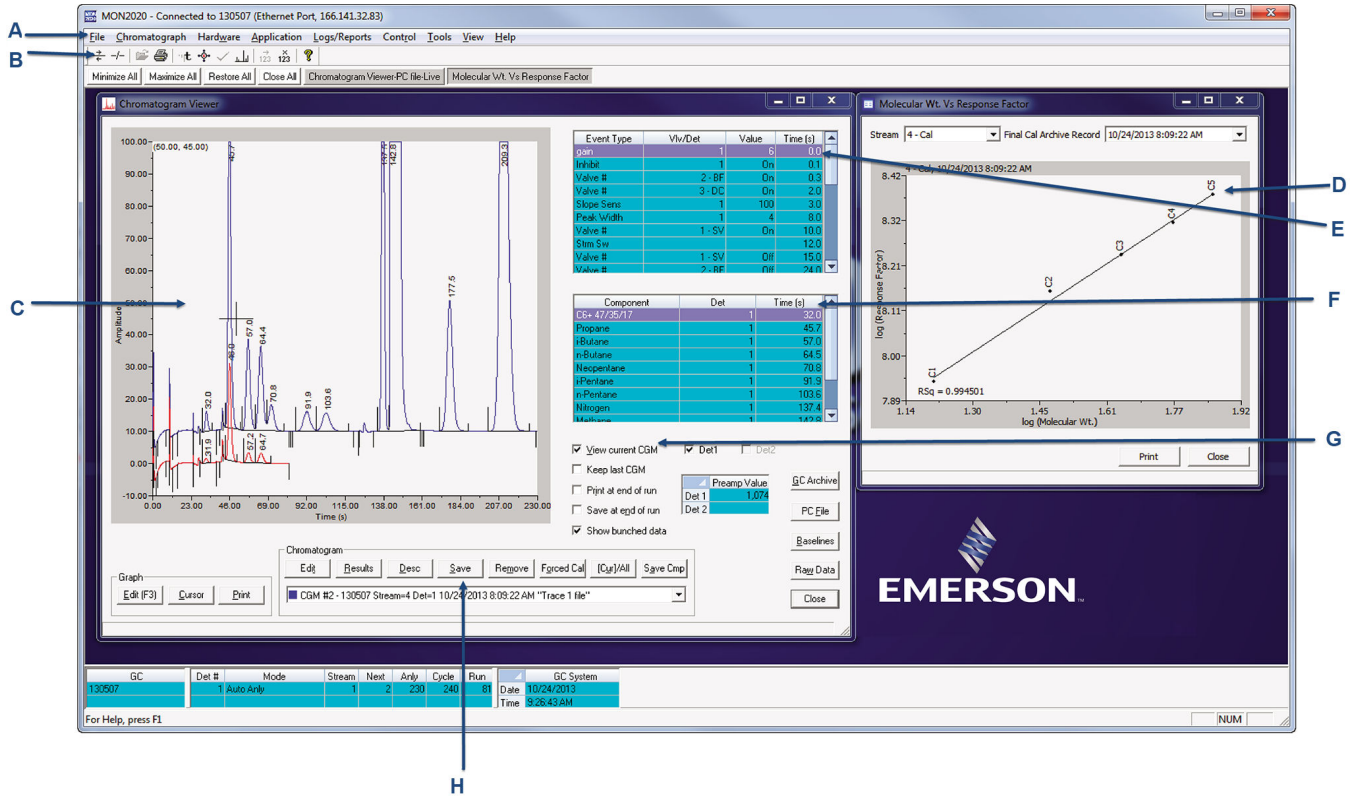 MON2020 - Connected to 130507 (Ethernet Port, 166.141.32.83)
A
File Chromatograph Hardware Application Logs/Reports Control Tools View Help
B
Minimize All Maximize All Restore All Close All Chromatogram Viewer-PC file-Live Molecular Wt. Vs Response Factor
Chromatogram Viewer
(50.00, 45.00)
100.00
90.00
80.00
70.00
60.00
50.00
40.00
30.00
20.00
10.00
0.00
-10.00
Amplitude
0.00 23.00 46.00 69.00 92.00 115.00 138.00 161.00 184.00 207.00 230.00
Time (s)
32.0
45.7
57.0
64.4
70.8
91.9
103.6
137.5
142.8
177.5
200.3
31.9
46.0
57.2
64.7
C
Event Type Vlv/Det Value Time (s)
gain 1 6 0.0
Inhibit 1 On 0.1
Valve # 2 - BF On 0.3
Valve # 3 - DC On 2.0
Slope Sens 1 100 3.0
Peak Width 1 4 8.0
Valve # 1 - SV On 10.0
Strm Sw 12.0
Valve # 1 - SV Off 15.0
Valve # 2 - BF Off 24.0
Component Det Time (s)
C6+ 47/35/17 1 32.0
Propane 1 45.7
i-Butane 1 57.0
n-Butane 1 64.5
Neopentane 1 70.8
i-Pentane 1 91.9
n-Pentane 1 103.6
Nitrogen 1 137.4
Methane 1 142.8
View current CGM Det1 Det2
Keep last CGM
Print at end of run
Save at end of run
Show bunched data
Preamp Value
Det 1 1,074
Det 2
GC Archive
PC File
Baselines
Raw Data
Close
Chromatogram
Edit Results Desc Save Remove Forced Cal [Cur]/All Save Cmp
CGM #2 - 130507 Stream=4 Det=1 10/24/2013 8:09:22 AM "Trace 1 file"
Graph
Edit (F3) Cursor Print
Molecular Wt. Vs Response Factor
Stream 4 - Cal Final Cal Archive Record 10/24/2013 8:09:22 AM
4 - Cal, 10/24/2013 8:09:22 AM
8.42
8.32
8.21
8.11
8.00
7.89
log (Response Factor)
C1
C2
C3
C4
C5
RSq = 0.994501
1.14 1.30 1.45 1.61 1.77 1.92
log (Molecular Wt.)
Print Close
D
E
F
G
EMERSON
GC Det # Mode Stream Next Anly Cycle Run GC System
130507 1 Auto Anly 1 2 230 240 81 Date 10/24/2013
Time 9:26:43 AM
For Help, press F1
NUM
H